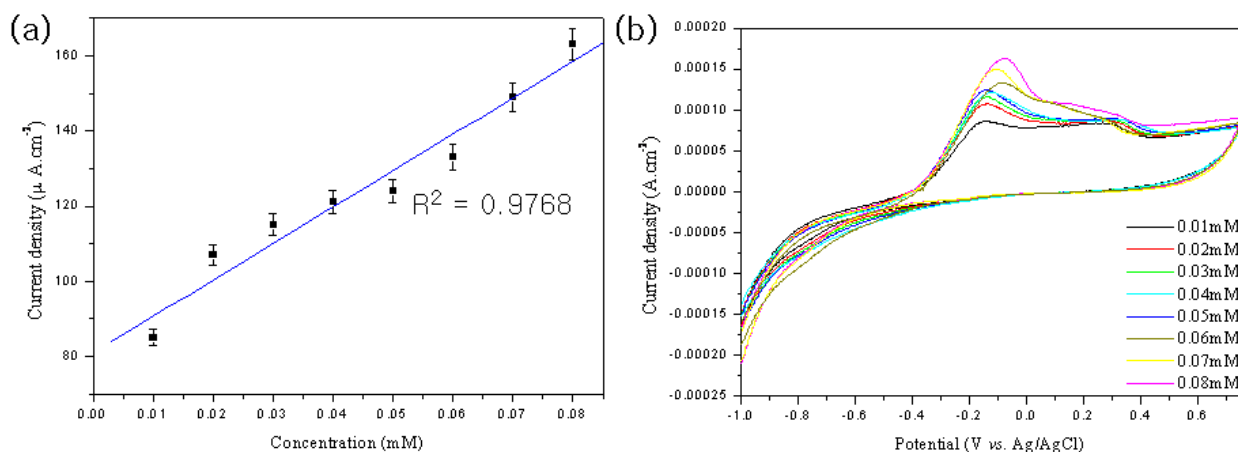 (a)
160
140
120
100
80
0.00
0.01
0.02
0.03
0.04
0.05
0.06
0.07
0.08
Current density (μ A.cm⁻²)
Concentration (mM)
R² = 0.9768
(b)
0.00020
0.00015
0.00010
0.00005
0.00000
-0.00005
-0.00010
-0.00015
-0.00020
-0.00025
-1.0
-0.8
-0.6
-0.4
-0.2
0.0
0.2
0.4
0.6
Current density (A.cm⁻²)
Potential (V vs. Ag/AgCl)
0.01mM
0.02mM
0.03mM
0.04mM
0.05mM
0.06mM
0.07mM
0.08mM